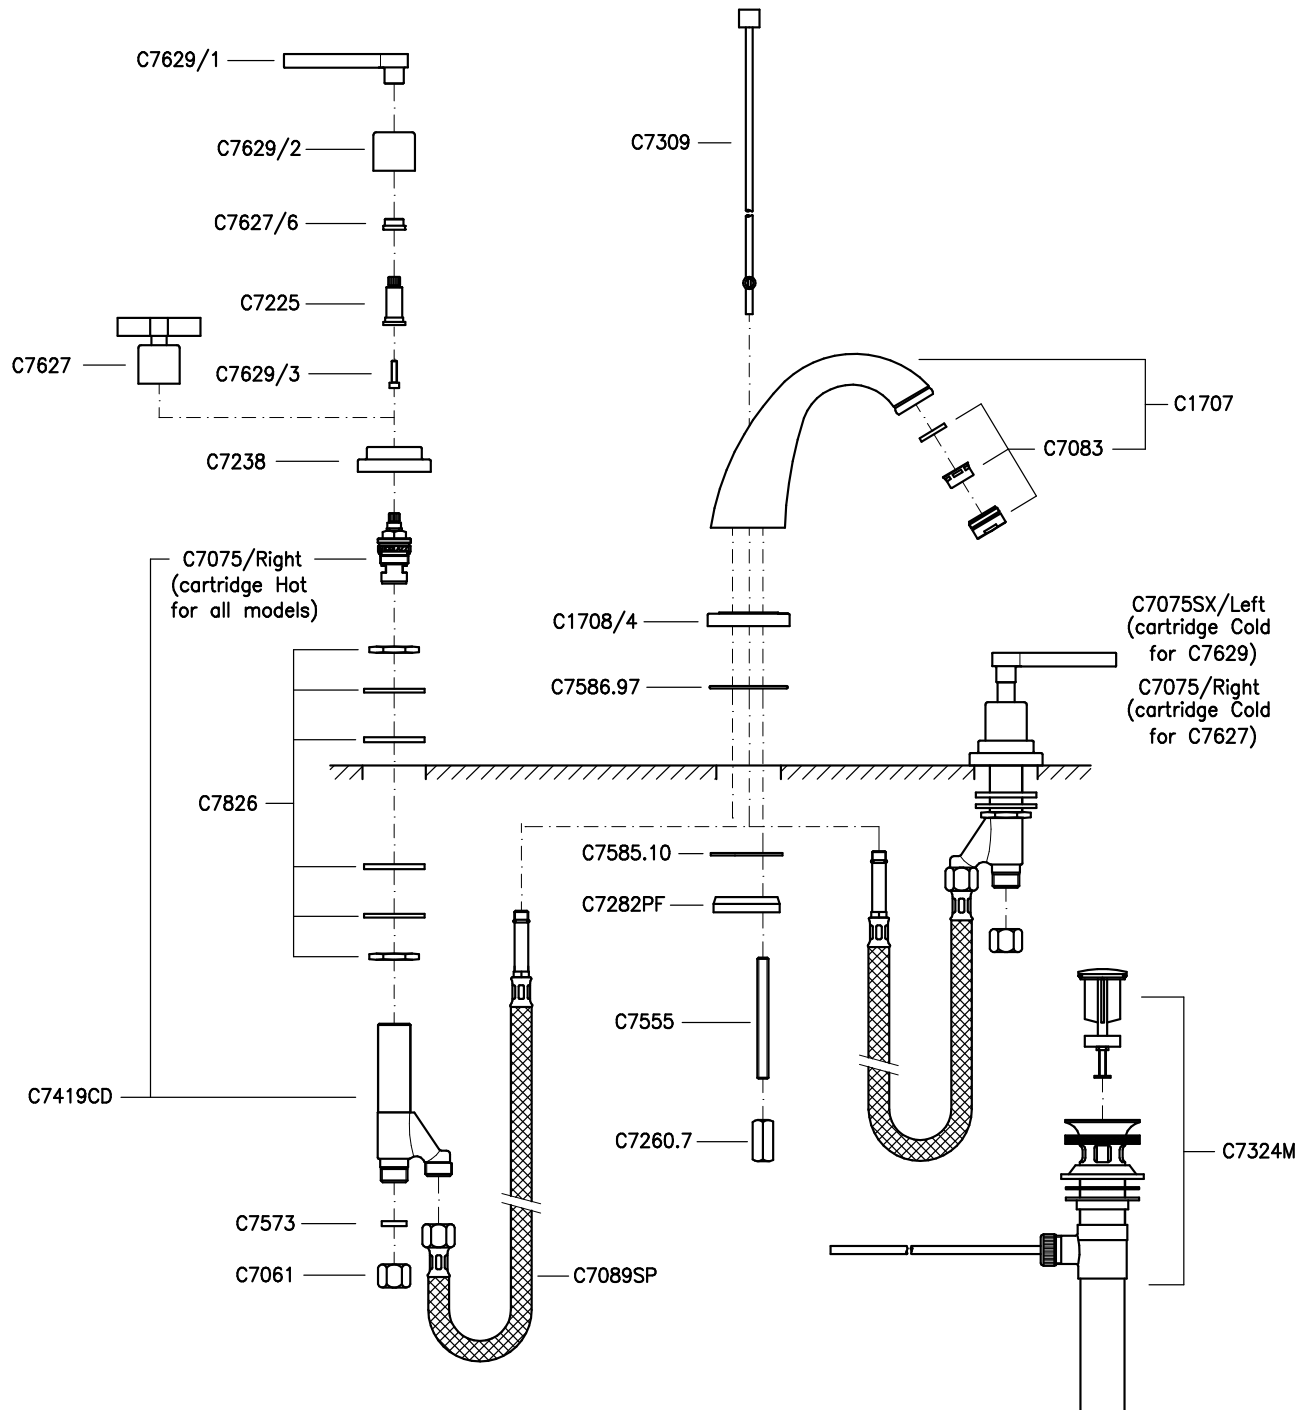 C7629/1
C7309
C7629/2
C7627/6
C7225
C7627
C7629/3
C1707
C7083
C7238
C7075/Right
(cartridge Hot
for all models)
C1708/4
C7075SX/Left
(cartridge Cold
for C7629)
C7586.97
C7075/Right
(cartridge Cold
for C7627)
C7826
C7585.10
C7282PF
C7555
C7419CD
C7260.7
C7324M
C7573
C7061
C7089SP